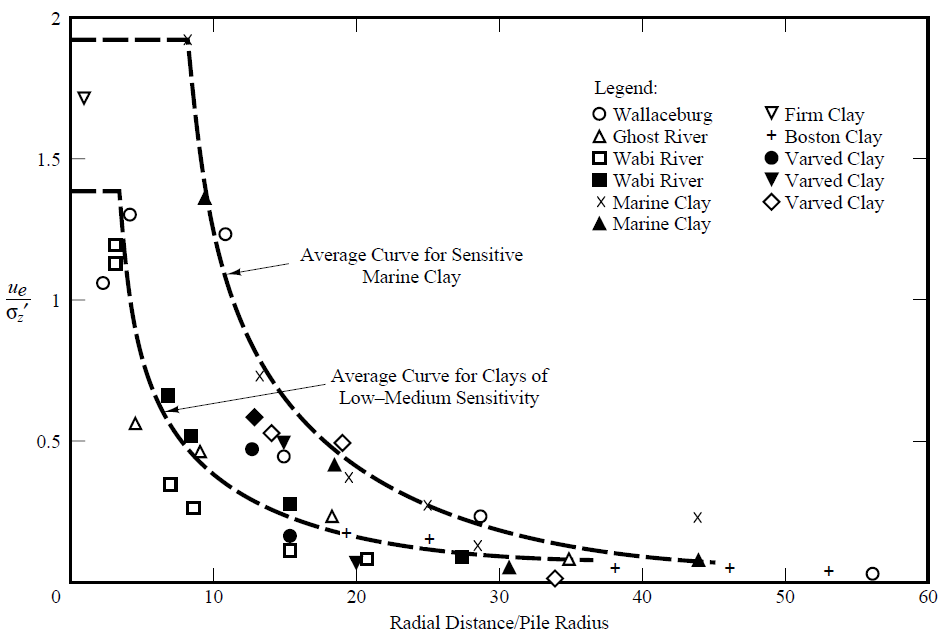 2
1.5
1
0.5
u_e
σ_z′
0
10
20
30
40
50
60
Radial Distance/Pile Radius
Legend:
Wallaceburg
Ghost River
Wabi River
Wabi River
Marine Clay
Marine Clay
Firm Clay
Boston Clay
Varved Clay
Varved Clay
Varved Clay
Average Curve for Sensitive
Marine Clay
Average Curve for Clays of
Low–Medium Sensitivity